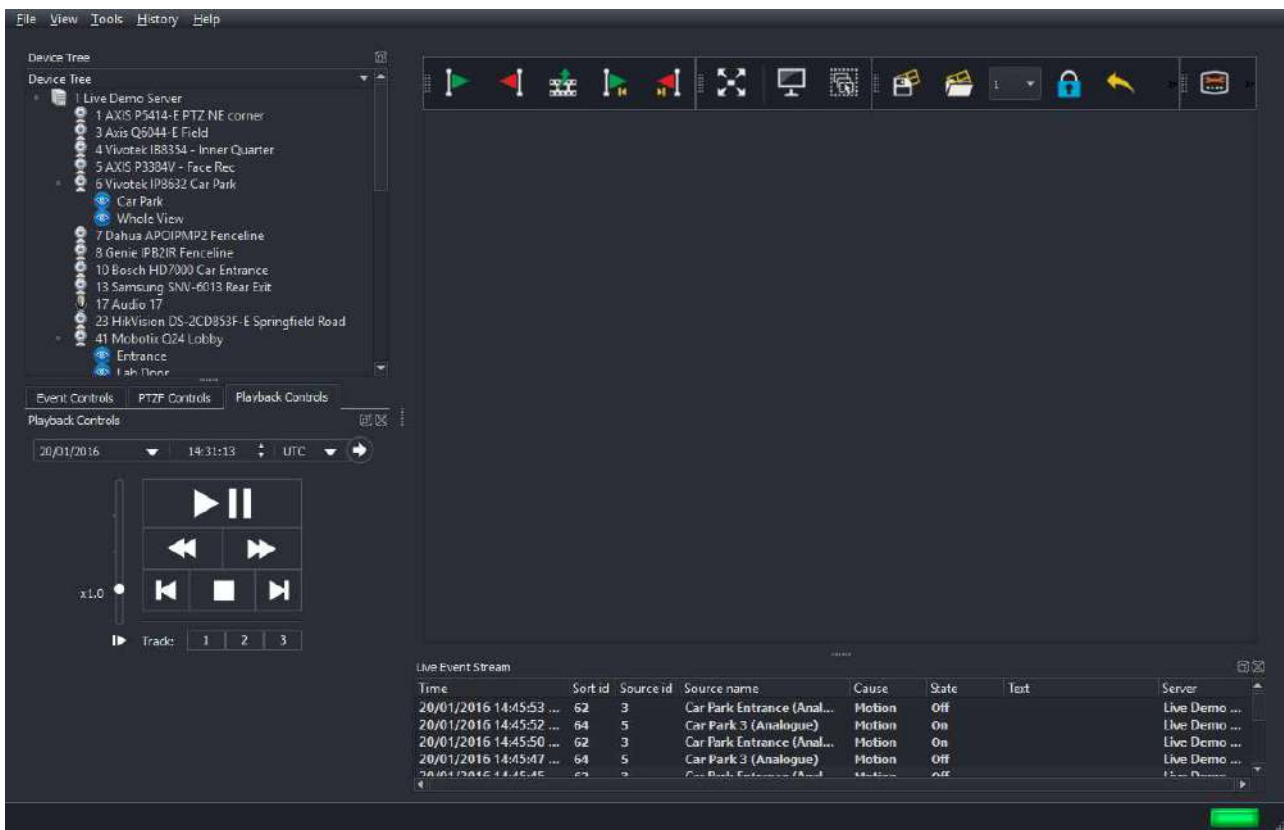 File View Tools History Help
Device Tree
Device Tree
1 Live Demo Server
1 AXIS P5414-E PTZ NE corner
3 Axis Q6044-E Field
4 Vivotek IB8354 - Inner Quarter
5 AXIS P3384V - Face Rec
6 Vivotek IP8632 Car Park
Car Park
Whole View
7 Dahua APOIPMP2 Fenceline
8 Genie IPB2IR Fenceline
10 Bosch HD7000 Car Entrance
13 Samsung SNV-6013 Rear Exit
17 Audio 17
23 HikVision DS-2CD853F-E Springfield Road
41 Mobotix Q24 Lobby
Entrance
Lab Door
Event Controls PTZF Controls Playback Controls
Playback Controls
20/01/2016 14:31:13 UTC
x1.0
Track: 1 2 3
1
Live Event Stream
Time Sort id Source id Source name Cause State Text Server
20/01/2016 14:45:53 ... 62 3 Car Park Entrance (Anal... Motion Off Live Demo ...
20/01/2016 14:45:52 ... 64 5 Car Park 3 (Analogue) Motion On Live Demo ...
20/01/2016 14:45:50 ... 62 3 Car Park Entrance (Anal... Motion On Live Demo ...
20/01/2016 14:45:47 ... 64 5 Car Park 3 (Analogue) Motion Off Live Demo ...